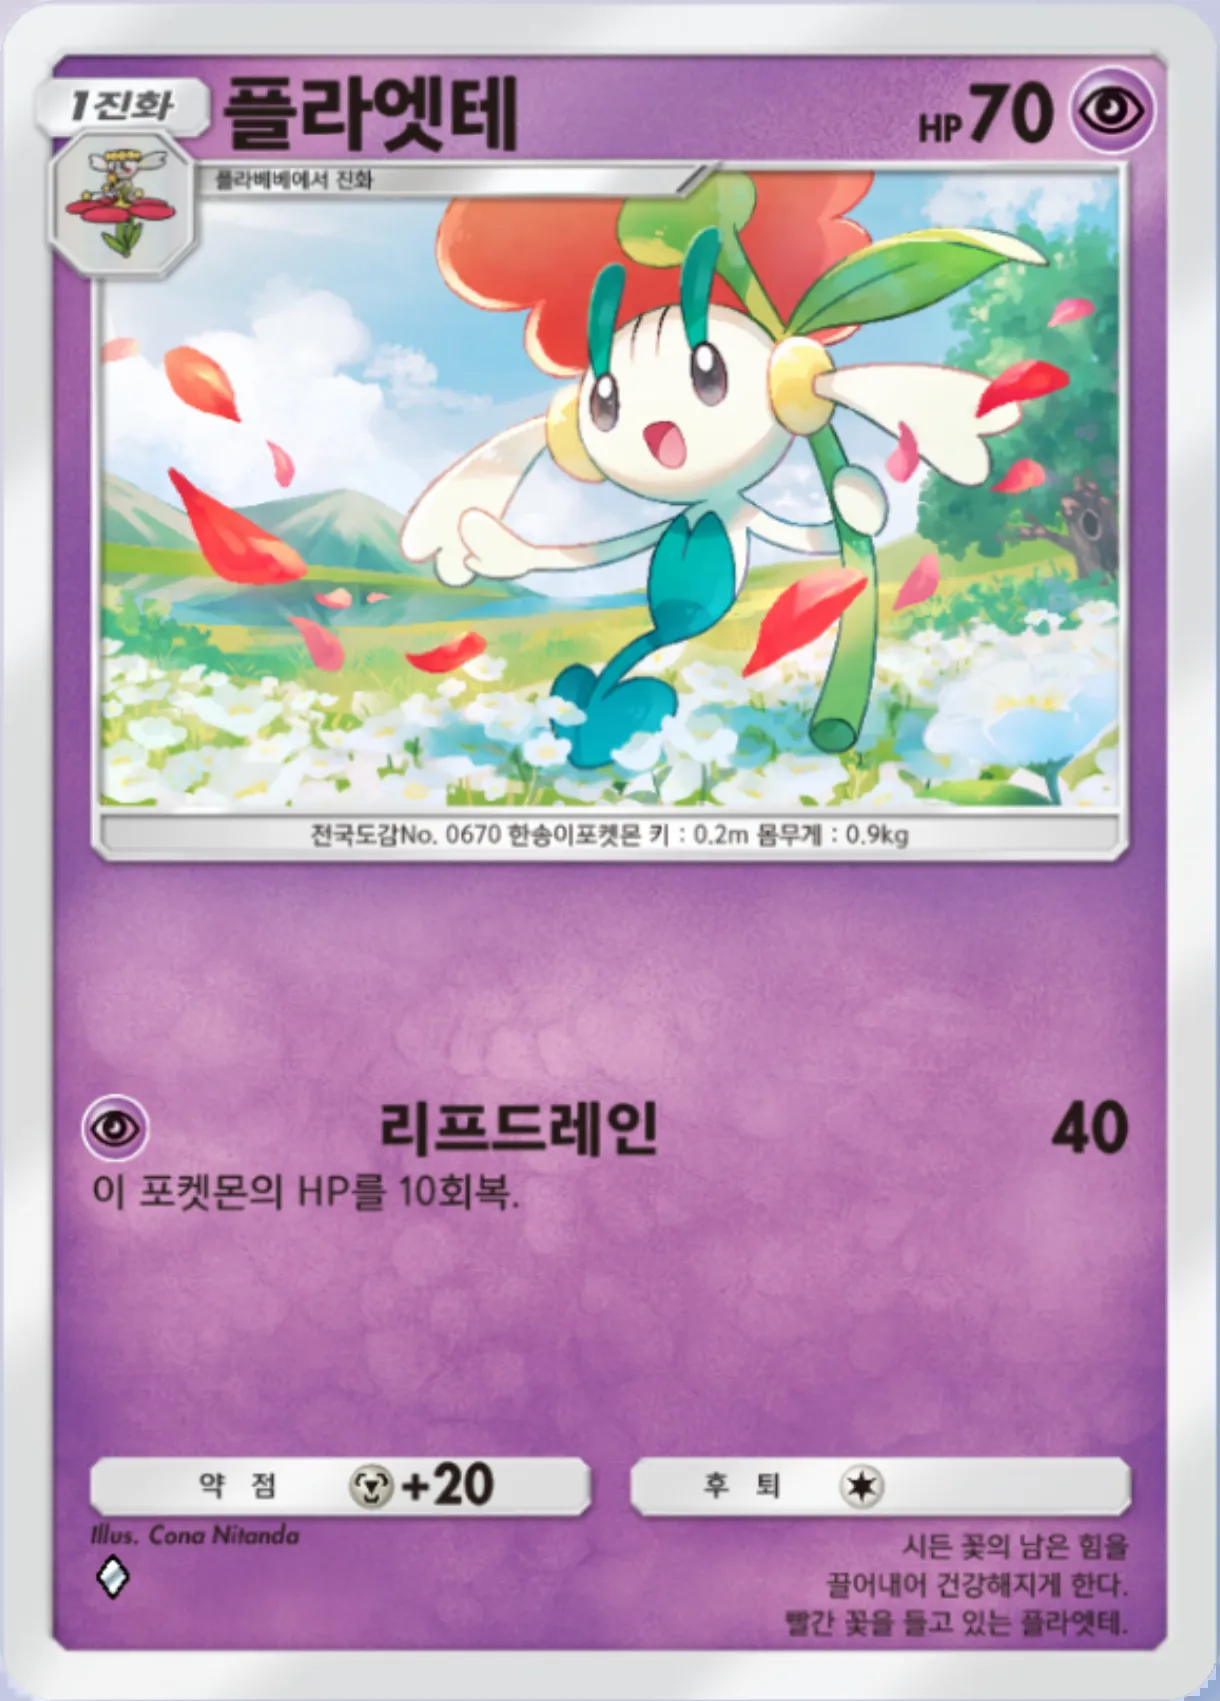 1진화
플라엣테
HP 70
플라베베에서 진화
전국도감No. 0670 한송이포켓몬 키 : 0.2m 몸무게 : 0.9kg
리프드레인 40
이 포켓몬의 HP를 10회복.
약 점 +20
후 퇴
Illus. Cona Nitanda
시든 꽃의 남은 힘을
끌어내어 건강해지게 한다.
빨간 꽃을 들고 있는 플라엣테.